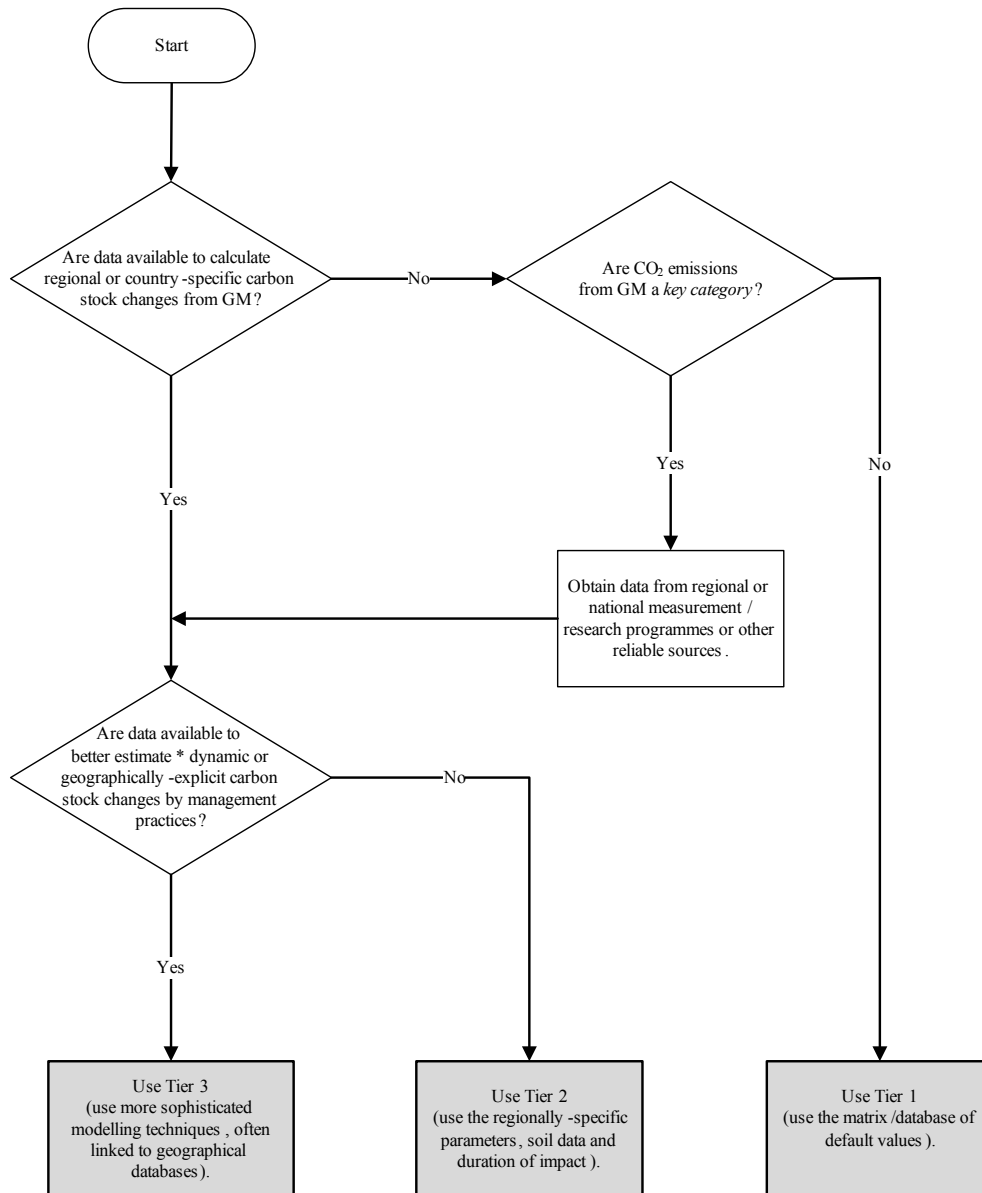 Start
Are data available to calculate
regional or country -specific carbon
stock changes from GM ?
No
Are CO₂ emissions
from GM a key category ?
Yes
No
Yes
Obtain data from regional or
national measurement /
research programmes or other
reliable sources .
Are data available to
better estimate * dynamic or
geographically -explicit carbon
stock changes by management
practices ?
No
Yes
Use Tier 3
(use more sophisticated
modelling techniques , often
linked to geographical
databases).
Use Tier 2
(use the regionally -specific
parameters , soil data and
duration of impact ).
Use Tier 1
(use the matrix /database of
default values ).